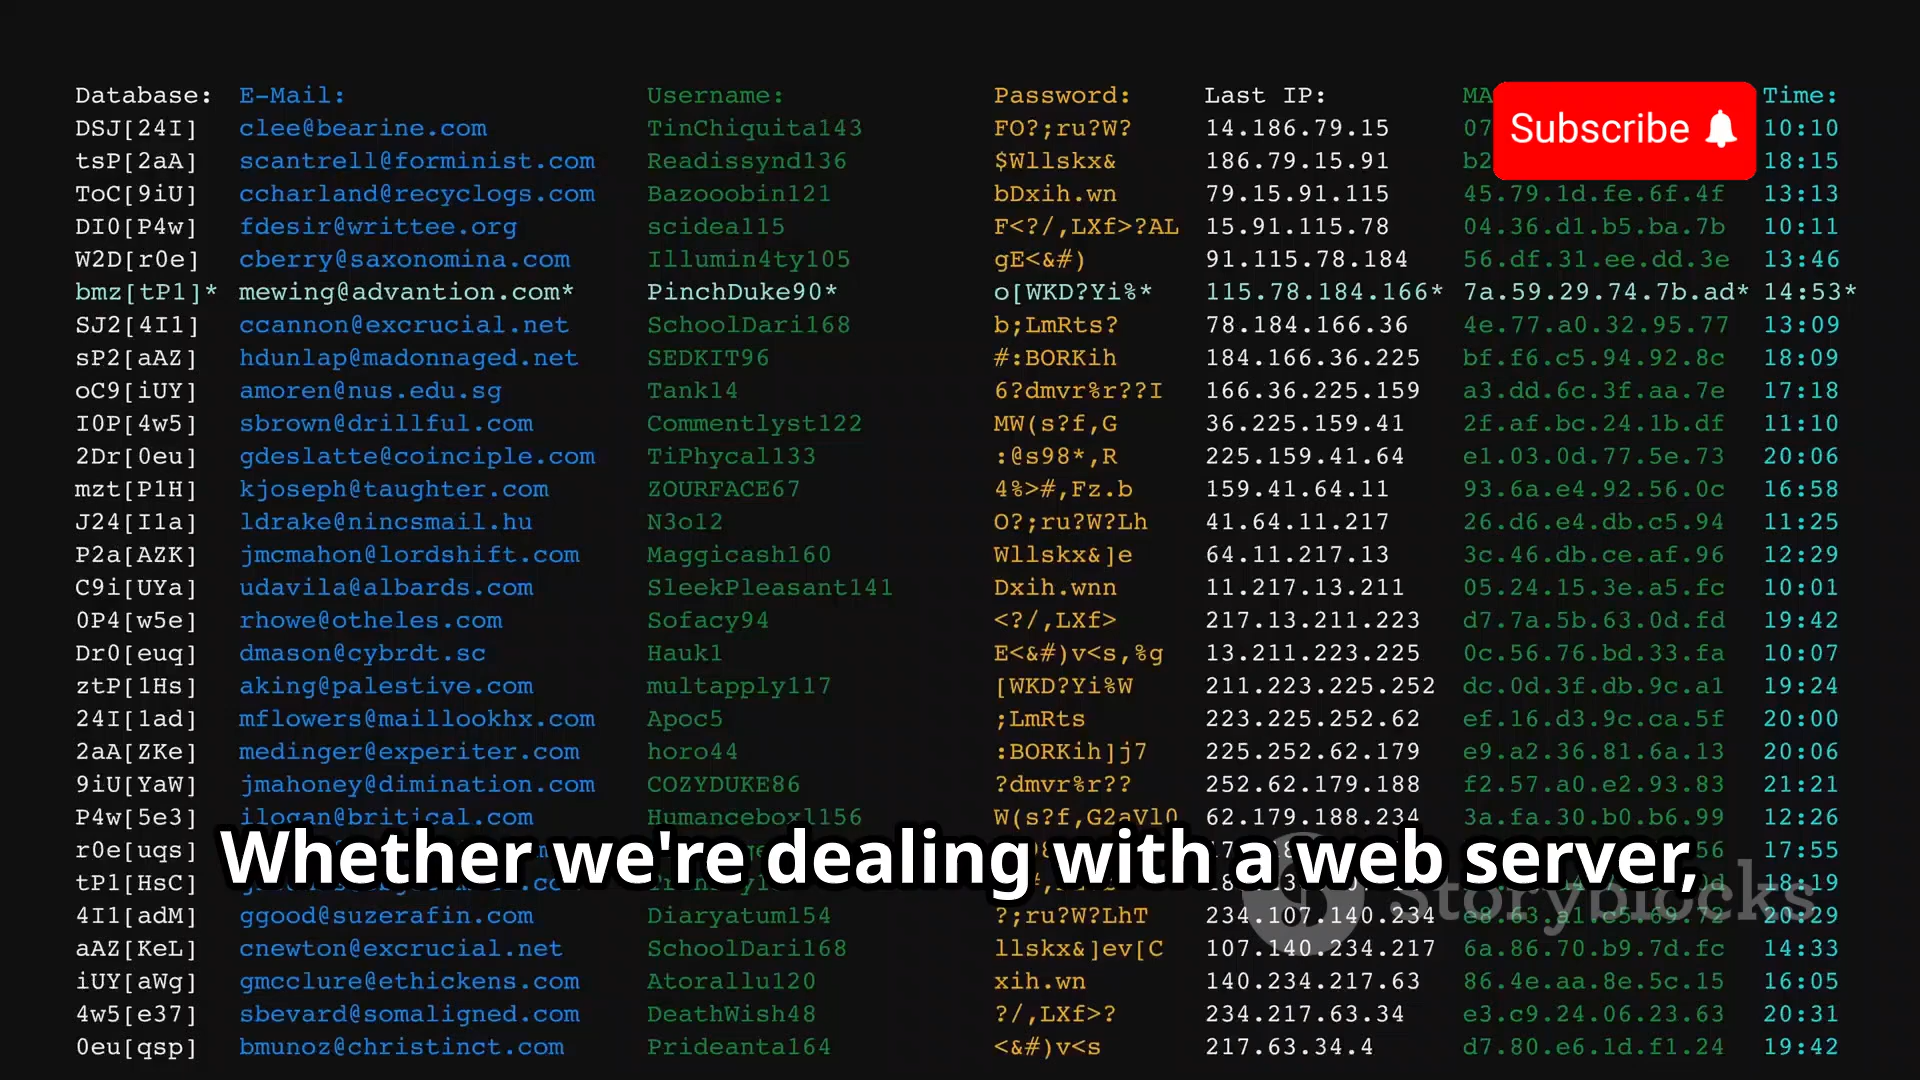 Database: E-Mail: Username: Password: Last IP: MA Time:
DSJ[24I] clee@bearine.com TinChiquita143 FO?;ru?W? 14.186.79.15 07 10:10
Subscribe
tsP[2aA] scantrell@forminist.com Readissynd136 $Wllskx& 186.79.15.91 b2 18:15
ToC[9iU] ccharland@recyclogs.com Bazooobin121 bDxih.wn 79.15.91.115 45.79.1d.fe.6f.4f 13:13
DI0[P4w] fdesir@writtee.org scideal15 F<?/,LXf>?AL 15.91.115.78 04.36.d1.b5.ba.7b 10:11
W2D[r0e] cberry@saxonomina.com Illumin4ty105 gE<&#) 91.115.78.184 56.df.31.ee.dd.3e 13:46
bmz[tP1]* mewing@advantion.com* PinchDuke90* o[WKD?Yi%* 115.78.184.166* 7a.59.29.74.7b.ad* 14:53*
SJ2[4I1] ccannon@excrucial.net SchoolDari168 b;LmRts? 78.184.166.36 4e.77.a0.32.95.77 13:09
sP2[aAZ] hdunlap@madonnaged.net SEDKIT96 #:BORKih 184.166.36.225 bf.f6.c5.94.92.8c 18:09
oC9[iUY] amoren@nus.edu.sg Tankl4 6?dmvr%r??I 166.36.225.159 a3.dd.6c.3f.aa.7e 17:18
I0P[4w5] sbrown@drillful.com Commentlyst122 MW(s?f,G 36.225.159.41 2f.af.bc.24.1b.df 11:10
2Dr[0eu] gdeslatte@coinciple.com TiPhycal133 :@s98*,R 225.159.41.64 e1.03.0d.77.5e.73 20:06
mzt[P1H] kjoseph@taughter.com ZOURFACE67 4%>#,Fz.b 159.41.64.11 93.6a.e4.92.56.0c 16:58
J24[I1a] ldrake@nincsmail.hu N3o12 O?;ru?W?Lh 41.64.11.217 26.d6.e4.db.c5.94 11:25
P2a[AZK] jmcmahon@lordshift.com Maggicash160 Wllskx&]e 64.11.217.13 3c.46.db.ce.af.96 12:29
C9i[UYa] udavila@albards.com SleekPleasant141 Dxih.wnn 11.217.13.211 05.24.15.3e.a5.fc 10:01
0P4[w5e] rhowe@otheles.com Sofacy94 <?/,LXf> 217.13.211.223 d7.7a.5b.63.0d.fd 19:42
Dr0[euq] dmason@cybrdt.sc Hauk1 E<&#)v<s,%g 13.211.223.225 0c.56.76.bd.33.fa 10:07
ztP[1Hs] aking@palestive.com multapply117 [WKD?Yi%W 211.223.225.252 dc.0d.3f.db.9c.a1 19:24
24I[1ad] mflowers@maillookhx.com Apoc5 ;LmRts 223.225.252.62 ef.16.d3.9c.ca.5f 20:00
2aA[ZKe] medinger@experiter.com horo44 :BORKih]j7 225.252.62.179 e9.a2.36.81.6a.13 20:06
9iU[YaW] jmahoney@dimination.com COZYDUKE86 ?dmvr%r?? 252.62.179.188 f2.57.a0.e2.93.83 21:21
P4w[5e3] ilogan@britical.com Humancebox1156 W(s?f,G2aVl0 62.179.188.234 3a.fa.30.b0.b6.99 12:26
r0e[uqs] 17:55
Whether we're dealing with a web server,
tP1[HsC] 18:19
Storyblocks
4I1[adM] ggood@suzerafin.com Diaryatum154 ?;ru?W?LhT 234.107.140.234 20:29
aAZ[KeL] cnewton@excrucial.net SchoolDari168 llskx&]ev[C 107.140.234.217 6a.86.70.b9.7d.fc 14:33
iUY[aWg] gmcclure@ethickens.com Atorallu120 xih.wn 140.234.217.63 86.4e.aa.8e.5c.15 16:05
4w5[e37] sbevard@somaligned.com DeathWish48 ?/,LXf>? 234.217.63.34 e3.c9.24.06.23.63 20:31
0eu[qsp] bmunoz@christinct.com Prideanta164 <&#)v<s 217.63.34.4 d7.80.e6.1d.f1.24 19:42